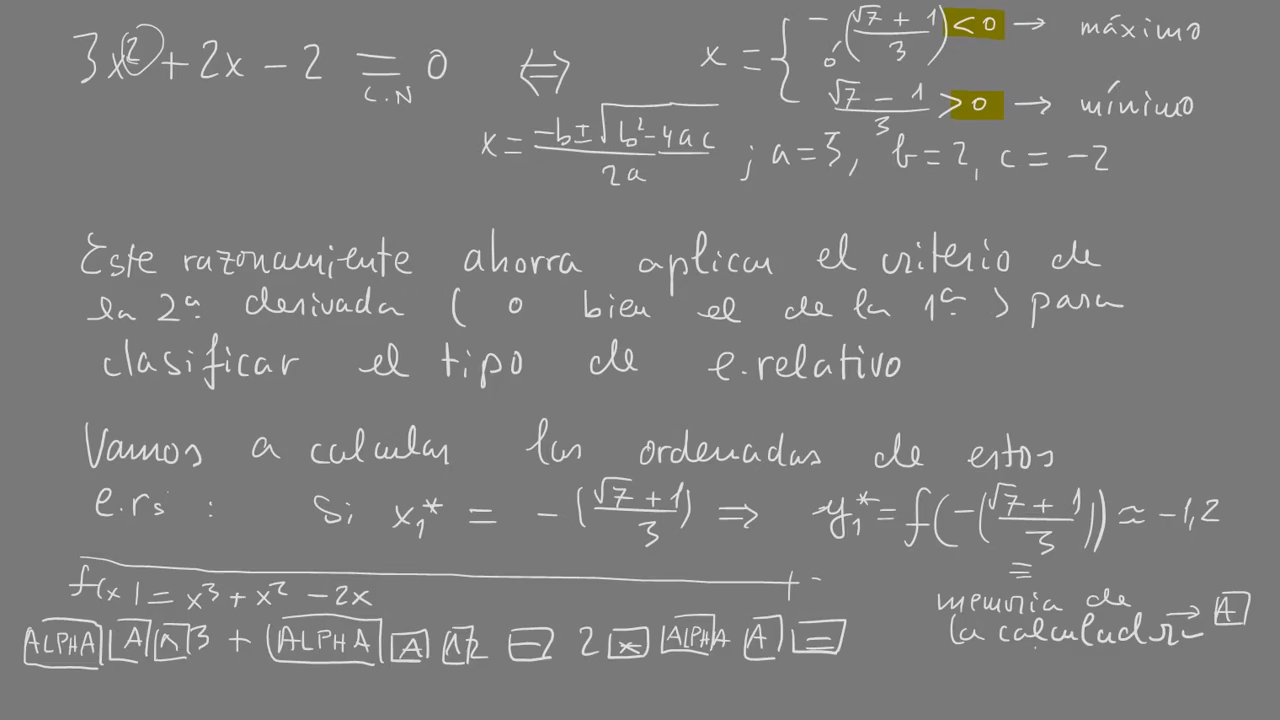 3x² + 2x - 2 = 0 ⟺ x = { -(√7 + 1)/3 < 0 → máximo
C.N
ó
(√7 - 1)/3 > 0 → mínimo
x = (-b ± √(b² - 4ac))/2a ; a = 3, b = 2, c = -2
Este razonamiento ahorra aplicar el criterio de
la 2ª derivada ( o bien el de la 1ª ) para
clasificar el tipo de e.relativo
Vamos a calcular las ordenadas de estos
e.rs : Si x₁* = -((√7 + 1)/3) ⟹ y₁* = f(-((√7 + 1)/3)) ≈ -1,2
≡
memoria de
la calculadora → A
f(x) = x³ + x² - 2x
ALPHA A ^ 3 + ALPHA A ^ 2 - 2 × ALPHA A =